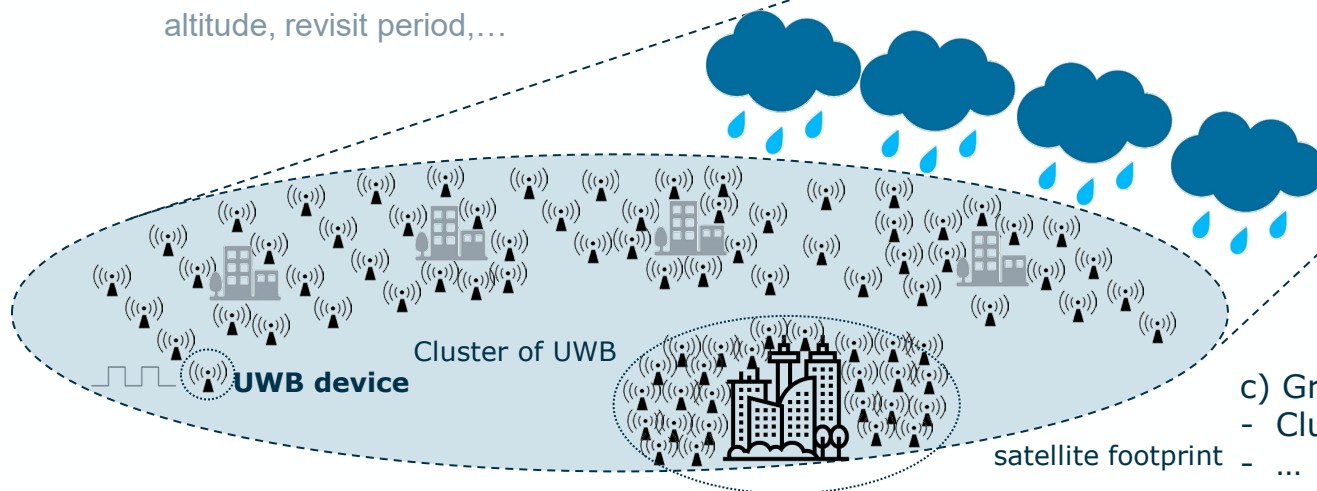 altitude, revisit period,...
Cluster of UWB
UWB device
c) Gr
- Clu
satellite footprint
- ...